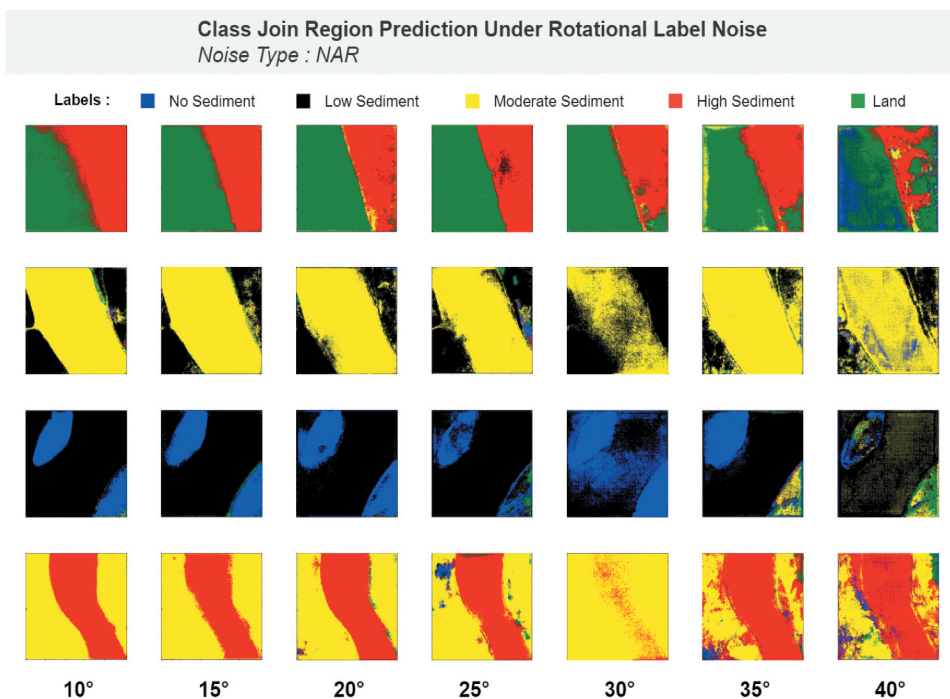 Class Join Region Prediction Under Rotational Label Noise
Noise Type : NAR
Labels : No Sediment Low Sediment Moderate Sediment High Sediment Land
10° 15° 20° 25° 30° 35° 40°